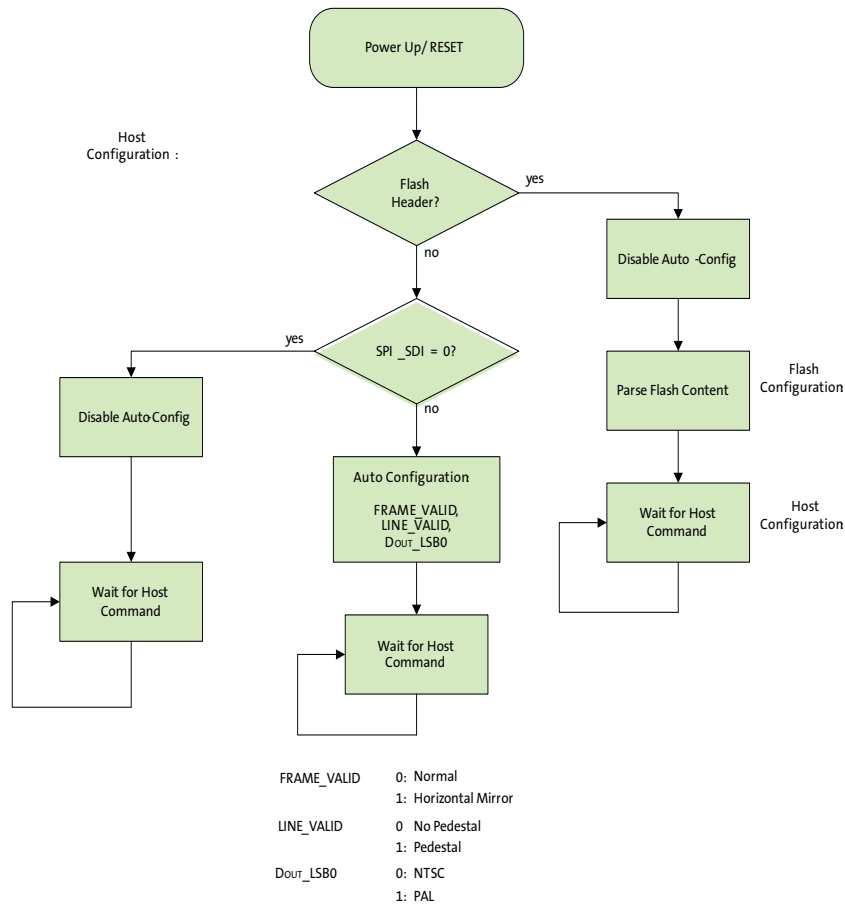 Power Up/ RESET
Host
Configuration :
Flash
Header?
yes
no
Disable Auto -Config
SPI _SDI = 0?
yes
no
Parse Flash Content
Flash
Configuration
Disable Auto-Config
Auto Configuration
FRAME_VALID,
LINE_VALID,
DOUT_LSB0
Wait for Host
Command
Host
Configuration
Wait for Host
Command
Wait for Host
Command
FRAME_VALID 0: Normal
1: Horizontal Mirror
LINE_VALID 0 No Pedestal
1: Pedestal
DOUT_LSB0 0: NTSC
1: PAL